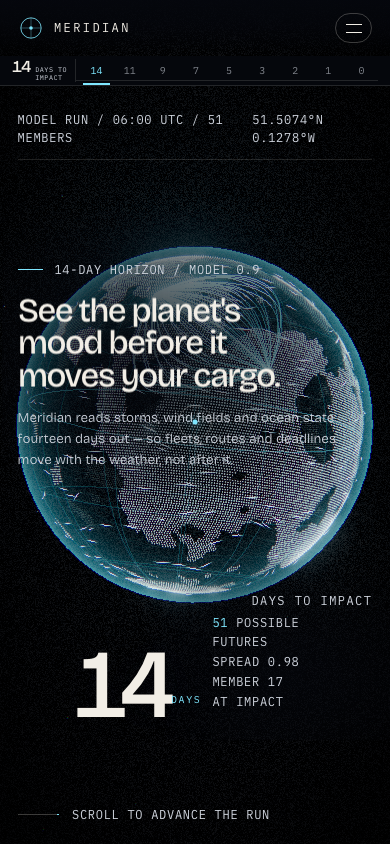 MERIDIAN
14 DAYS TO IMPACT
14 11 9 7 5 3 2 1 0
MODEL RUN / 06:00 UTC / 51 MEMBERS
51.5074°N
0.1278°W
14-DAY HORIZON / MODEL 0.9
See the planet's
mood before it
moves your cargo.
Meridian reads storms, wind fields and ocean state
fourteen days out — so fleets, routes and deadlines
move with the weather, not after it.
DAYS TO IMPACT
14 DAYS
51 POSSIBLE
FUTURES
SPREAD 0.98
MEMBER 17
AT IMPACT
SCROLL TO ADVANCE THE RUN